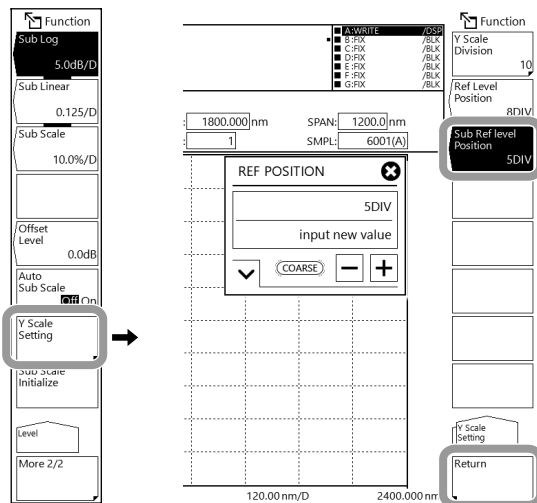 Function
Sub Log
5.0dB/D
Sub Linear
0.125/D
Sub Scale
10.0%/D
Offset
Level
0.0dB
Auto
Sub Scale
Off On
Y Scale
Setting
Sub Scale
Initialize
Level
More 2/2
A:WRITE /DSP
B:FIX /BLK
C:FIX /BLK
D:FIX /BLK
E:FIX /BLK
F:FIX /BLK
G:FIX /BLK
: 1800.000 nm SPAN: 1200.0 nm
: 1 SMPL: 6001(A)
REF POSITION
5DIV
input new value
COARSE
120.00 nm/D 2400.000 nm
Function
Y Scale
Division
10
Ref Level
Position
8DIV
Sub Ref level
Position
5DIV
Y Scale
Setting
Return